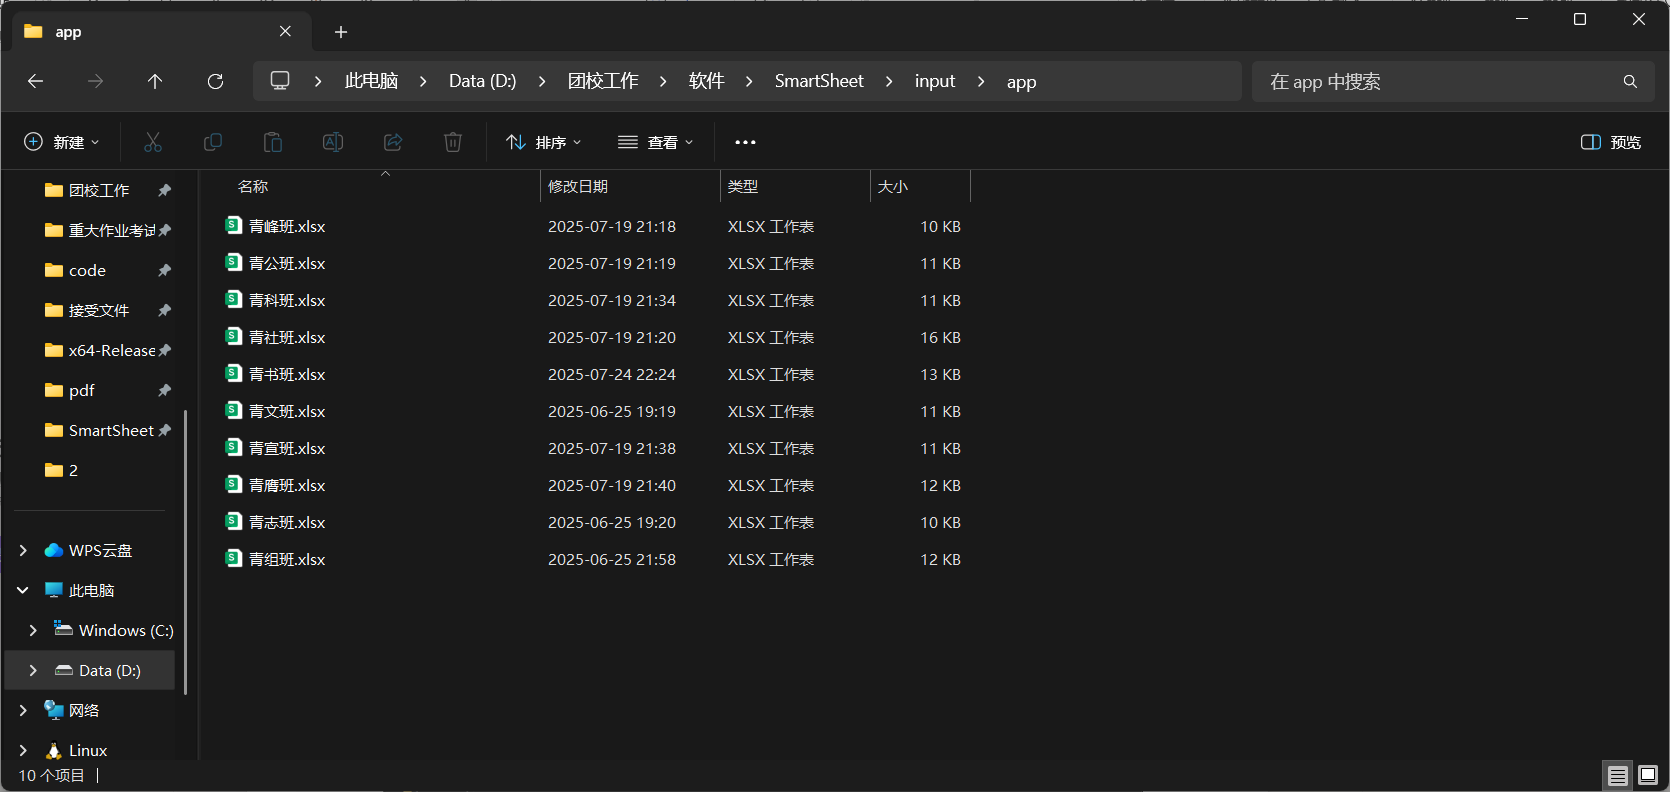 app
此电脑 Data (D:) 团校工作 软件 SmartSheet input app
在 app 中搜索
新建 排序 查看 预览
团校工作
重大作业考试
code
接受文件
x64-Release
pdf
SmartSheet
2
WPS云盘
此电脑
Windows (C:)
Data (D:)
网络
Linux
名称 修改日期 类型 大小
青峰班.xlsx 2025-07-19 21:18 XLSX 工作表 10 KB
青公班.xlsx 2025-07-19 21:19 XLSX 工作表 11 KB
青科班.xlsx 2025-07-19 21:34 XLSX 工作表 11 KB
青社班.xlsx 2025-07-19 21:20 XLSX 工作表 16 KB
青书班.xlsx 2025-07-24 22:24 XLSX 工作表 13 KB
青文班.xlsx 2025-06-25 19:19 XLSX 工作表 11 KB
青宣班.xlsx 2025-07-19 21:38 XLSX 工作表 11 KB
青膺班.xlsx 2025-07-19 21:40 XLSX 工作表 12 KB
青志班.xlsx 2025-06-25 19:20 XLSX 工作表 10 KB
青组班.xlsx 2025-06-25 21:58 XLSX 工作表 12 KB
10 个项目